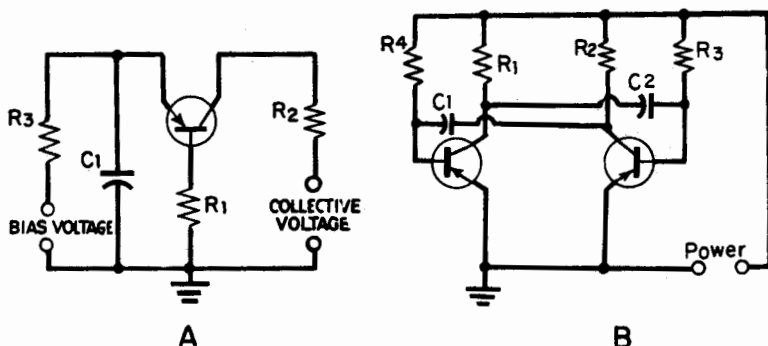 R3
C1
R1
R2
BIAS VOLTAGE
COLLECTIVE
VOLTAGE
A
R4
R1
R2
R3
C1
C2
Power
B